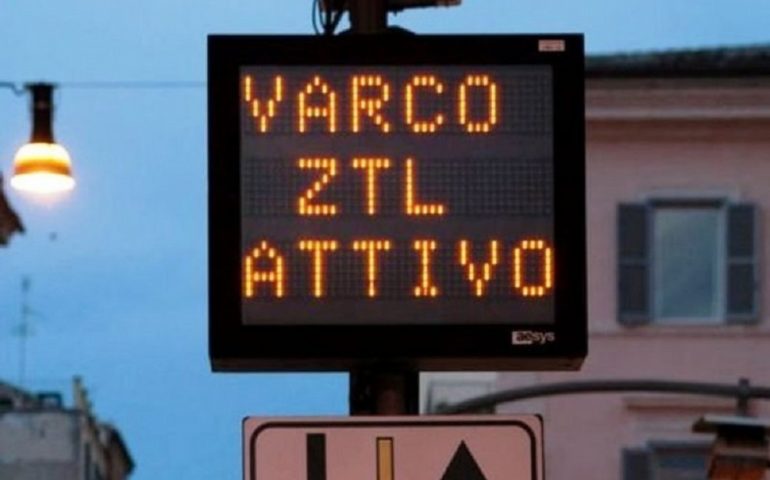 VARCO
ZTL
ATTIVO
aesys